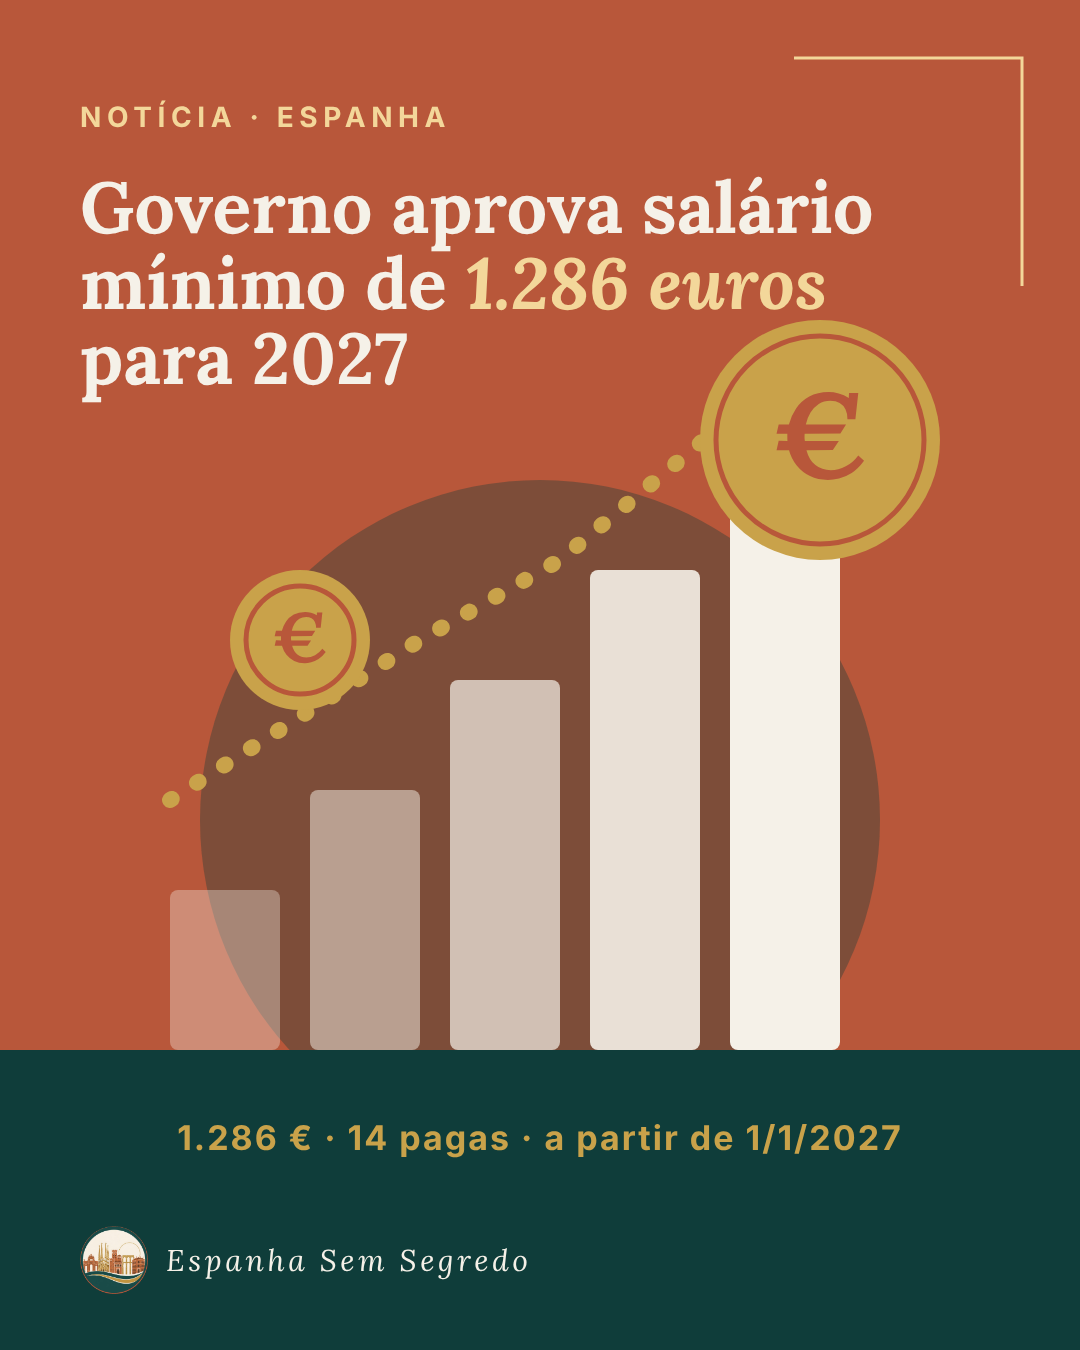 NOTÍCIA · ESPANHA
Governo aprova salário
mínimo de 1.286 euros
para 2027
€
€
1.286 € · 14 pagas · a partir de 1/1/2027
Espanha Sem Segredo